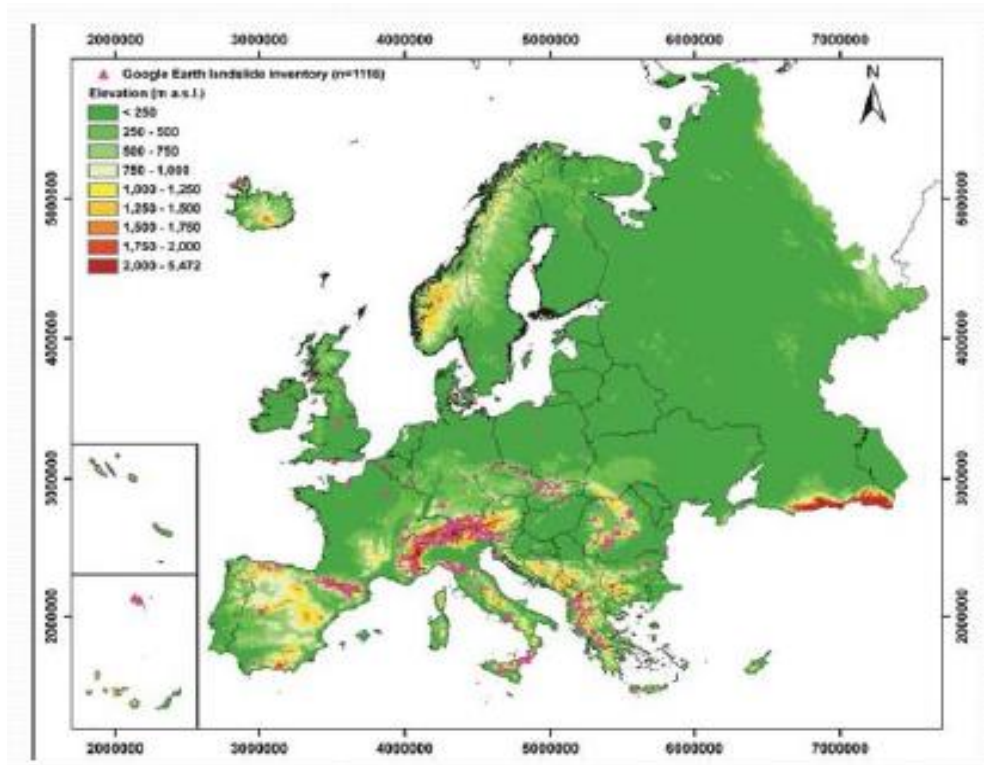 2000000 3000000 4000000 5000000 6000000 7000000
Google Earth landslide inventory (n=1116)
Elevation (m a.s.l.)
< 250
250 - 500
500 - 750
750 - 1,000
1,000 - 1,250
1,250 - 1,500
1,500 - 1,750
1,750 - 2,000
2,000 - 5,472
N
5000000 5000000
4000000 4000000
3000000 3000000
2000000 2000000
2000000 3000000 4000000 5000000 6000000 7000000